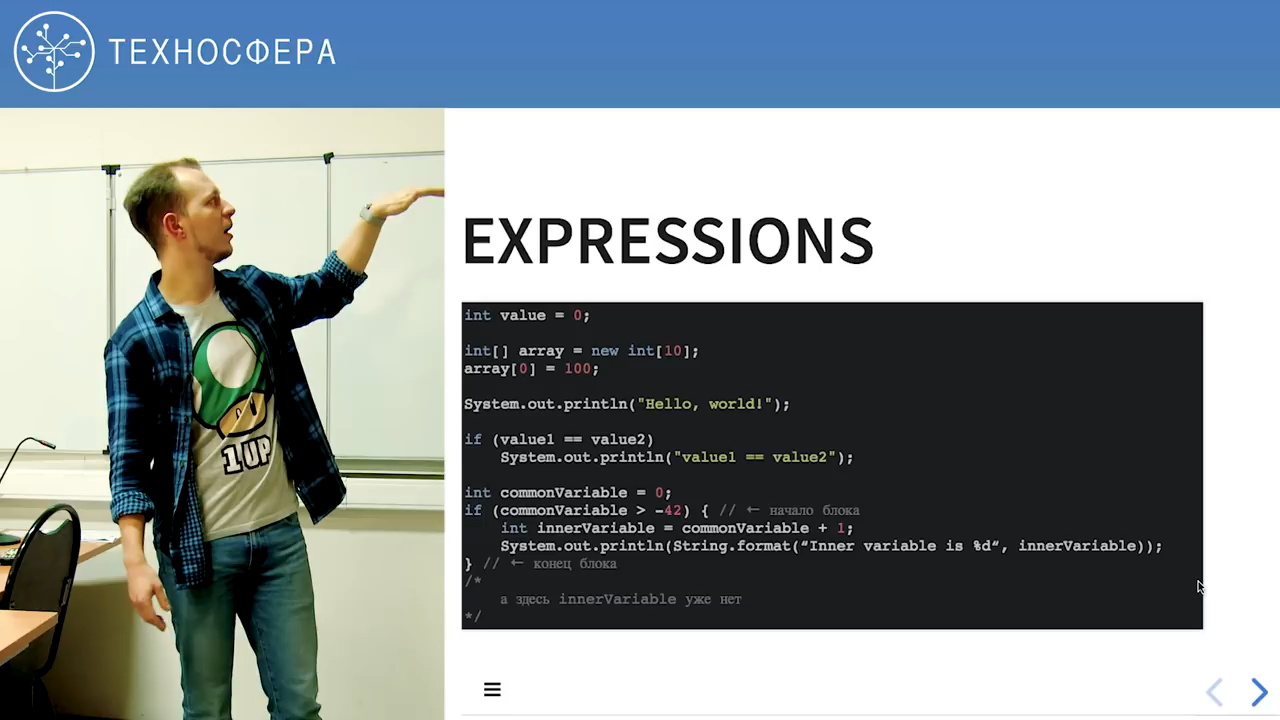 ТЕХНОСФЕРА
1 UP
EXPRESSIONS
int value = 0;
int[] array = new int[10];
array[0] = 100;
System.out.println("Hello, world!");
if (value1 == value2)
System.out.println("value1 == value2");
int commonVariable = 0;
if (commonVariable > -42) { // ← начало блока
int innerVariable = commonVariable + 1;
System.out.println(String.format(“Inner variable is %d“, innerVariable));
} // ← конец блока
/*
а здесь innerVariable уже нет
*/